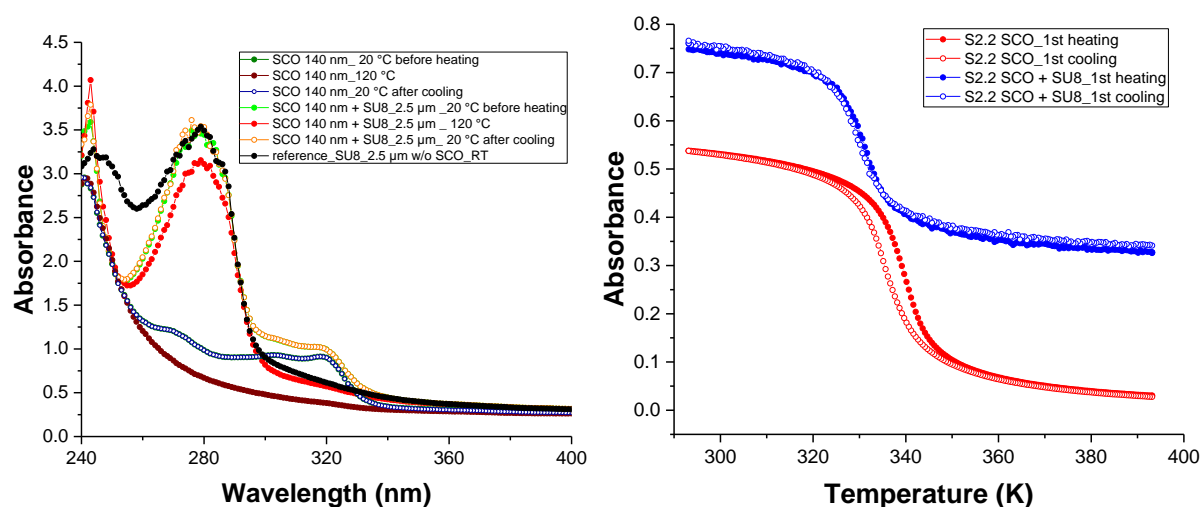 4.5
4.0
3.5
3.0
2.5
2.0
1.5
1.0
0.5
0.0
240
280
320
360
400
Absorbance
Wavelength (nm)
SCO 140 nm_ 20 °C before heating
SCO 140 nm_120 °C
SCO 140 nm_20 °C after cooling
SCO 140 nm + SU8_2.5 µm_20 °C before heating
SCO 140 nm + SU8_2.5 µm_ 120 °C
SCO 140 nm + SU8_2.5 µm_ 20 °C after cooling
reference_SU8_2.5 µm w/o SCO_RT
0.8
0.7
0.6
0.5
0.4
0.3
0.2
0.1
0.0
300
320
340
360
380
400
Absorbance
Temperature (K)
S2.2 SCO_1st heating
S2.2 SCO_1st cooling
S2.2 SCO + SU8_1st heating
S2.2 SCO + SU8_1st cooling